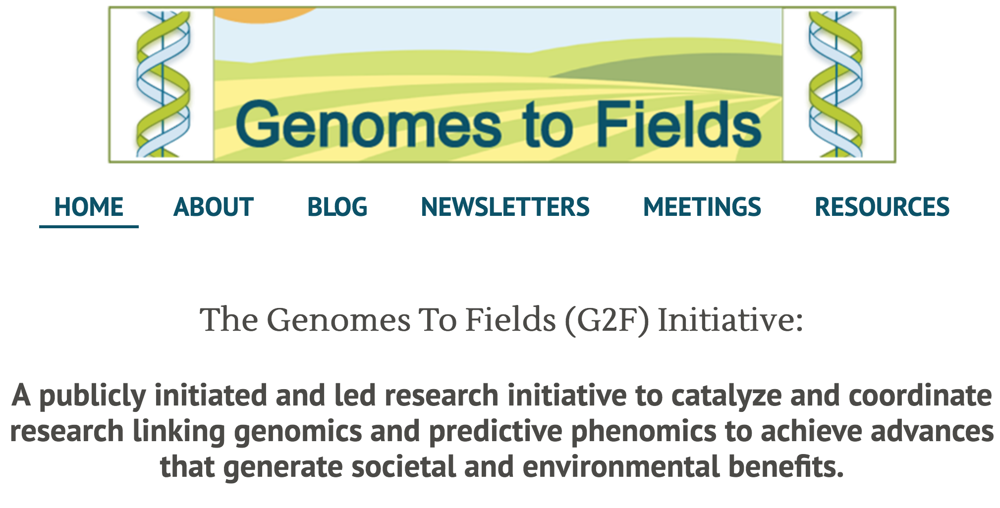 Genomes to Fields
HOME ABOUT BLOG NEWSLETTERS MEETINGS RESOURCES
The Genomes To Fields (G2F) Initiative:
A publicly initiated and led research initiative to catalyze and coordinate
research linking genomics and predictive phenomics to achieve advances
that generate societal and environmental benefits.